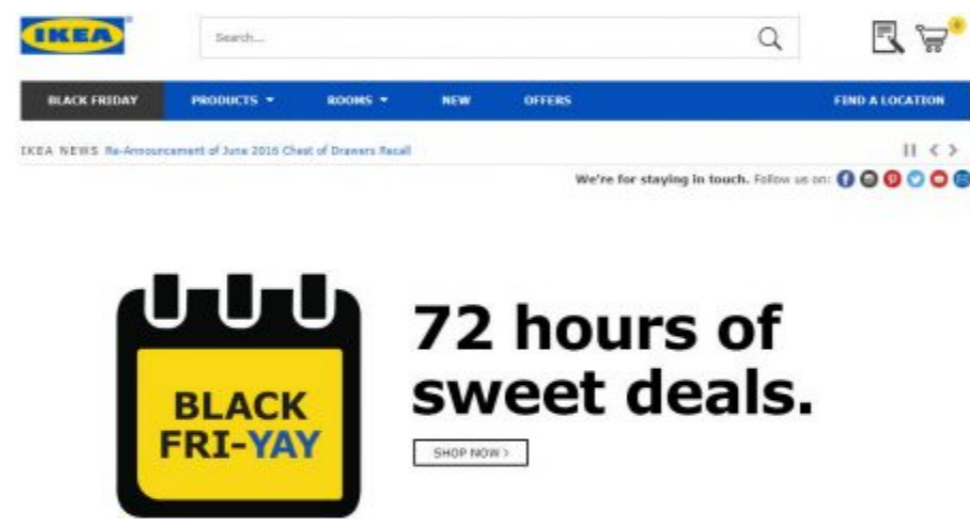 IKEA
Search...
0
BLACK FRIDAY PRODUCTS ROOMS NEW OFFERS FIND A LOCATION
IKEA NEWS Re-Announcement of June 2016 Chest of Drawers Recall
We're for staying in touch. Follow us on:
72 hours of
sweet deals.
BLACK
FRI-YAY
SHOP NOW >